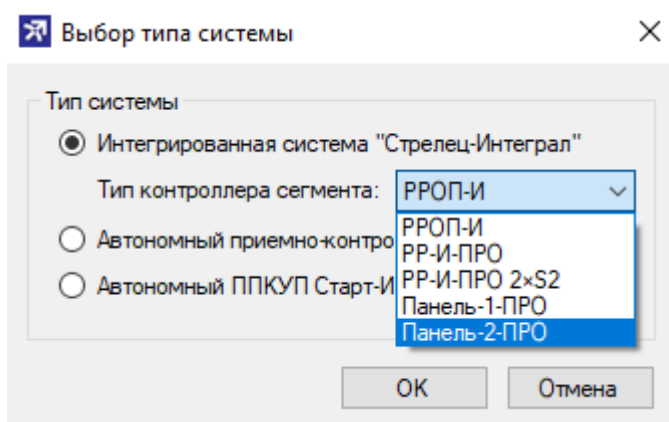 Выбор типа системы
Тип системы
Интегрированная система "Стрелец-Интеграл"
Тип контроллера сегмента: РРОП-И
РРОП-И
Автономный приемно-контро
РР-И-ПРО
РР-И-ПРО 2×S2
Автономный ППКУП Старт-И
Панель-1-ПРО
Панель-2-ПРО
OK Отмена